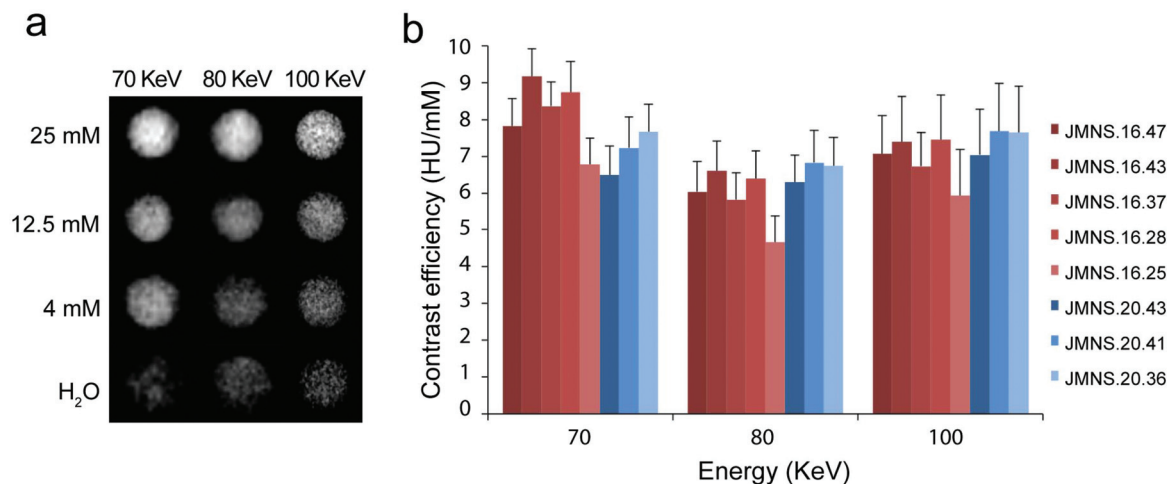 a
70 KeV 80 KeV 100 KeV
25 mM
12.5 mM
4 mM
H₂O
b
Contrast efficiency (HU/mM)
10
9
8
7
6
5
4
3
2
1
0
70 80 100
Energy (KeV)
JMNS.16.47
JMNS.16.43
JMNS.16.37
JMNS.16.28
JMNS.16.25
JMNS.20.43
JMNS.20.41
JMNS.20.36